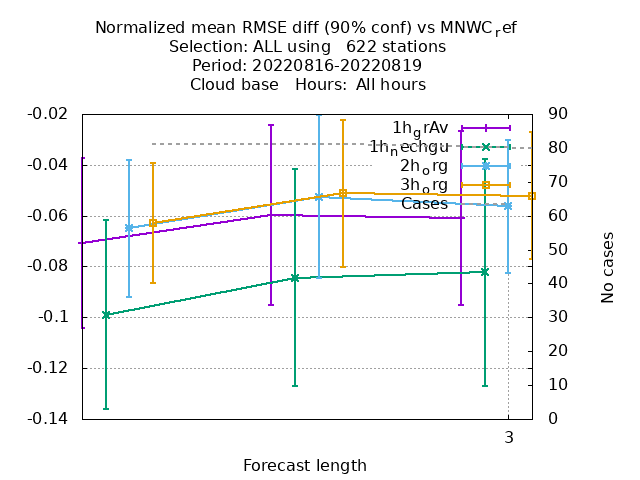 Normalized mean RMSE diff (90% conf) vs MNWC_ref
Selection: ALL using   622 stations
Period: 20220816-20220819
Cloud base   Hours:  All hours
-0.02
-0.04
-0.06
-0.08
-0.1
-0.12
-0.14
90
80
70
60
50
40
30
20
10
0
1h_grAv
1h_nechgu
2h_org
3h_org
Cases
No cases
3
Forecast length